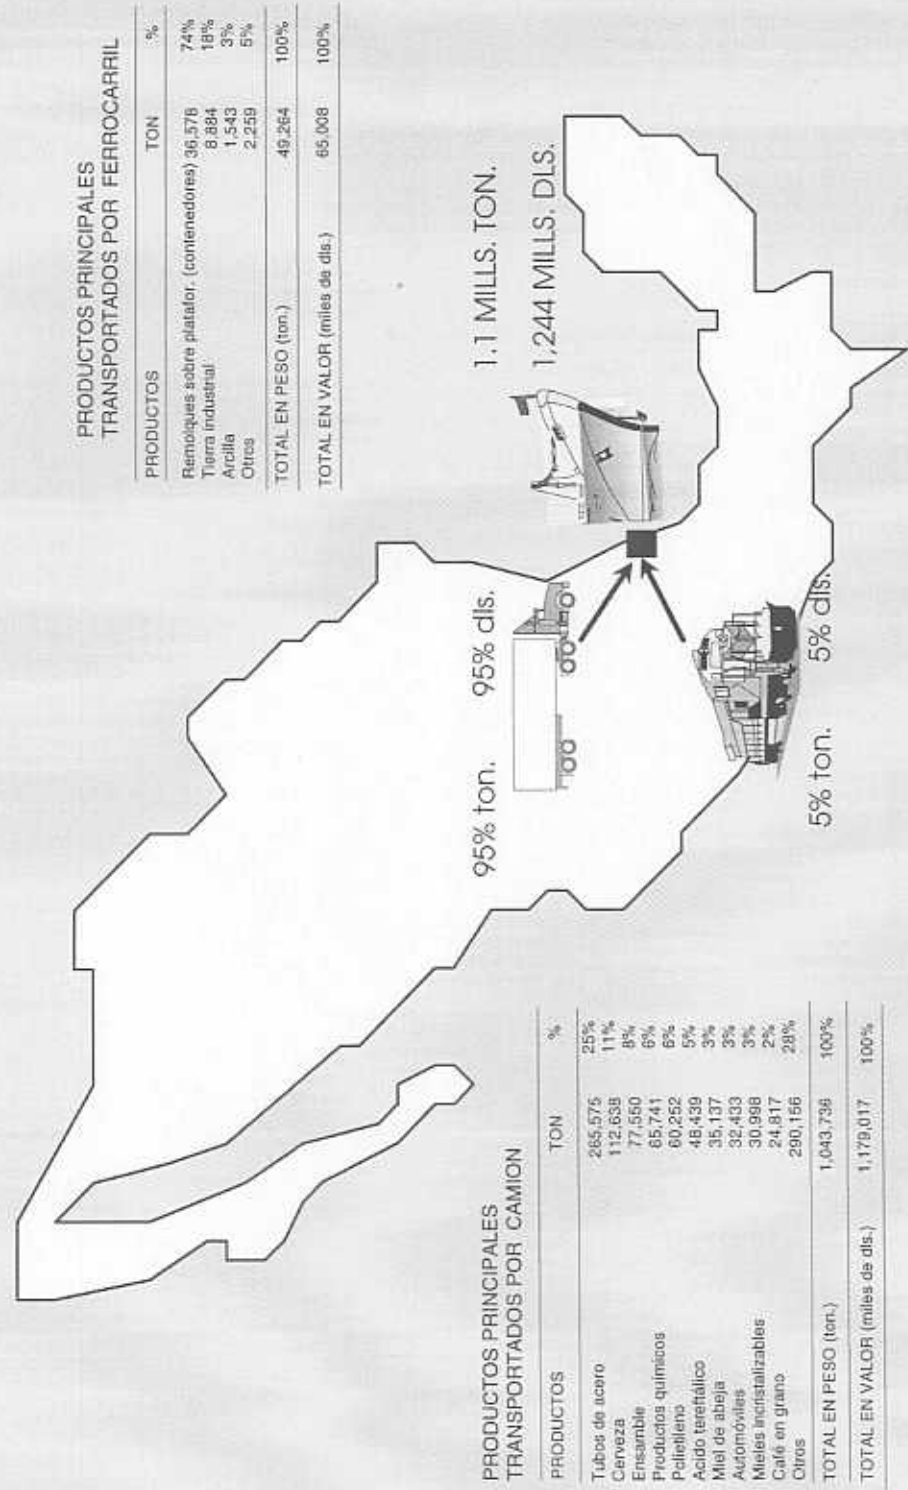 PRODUCTOS PRINCIPALES
TRANSPORTADOS POR FERROCARRIL
PRODUCTOS TON %
Remolques sobre platafor. (contenedores) 36,578 74%
Tierra industrial 8,884 18%
Arcilla 1,543 3%
Otros 2,259 5%
TOTAL EN PESO (ton.) 49,264 100%
TOTAL EN VALOR (miles de dls.) 65,008 100%
1.1 MILLS. TON.
1,244 MILLS. DLS.
95% ton. 95% dls.
5% ton. 5% dls.
PRODUCTOS PRINCIPALES
TRANSPORTADOS POR CAMION
PRODUCTOS TON %
Tubos de acero 265,575 25%
Cerveza 112,638 11%
Ensamble 77,550 8%
Productos químicos 65,741 6%
Polietileno 60,252 6%
Acido tereftálico 48,439 5%
Miel de abeja 35,137 3%
Automóviles 32,433 3%
Mieles incristalizables 30,998 3%
Café en grano 24,817 2%
Otros 290,156 28%
TOTAL EN PESO (ton.) 1,043,736 100%
TOTAL EN VALOR (miles de dls.) 1,179,017 100%